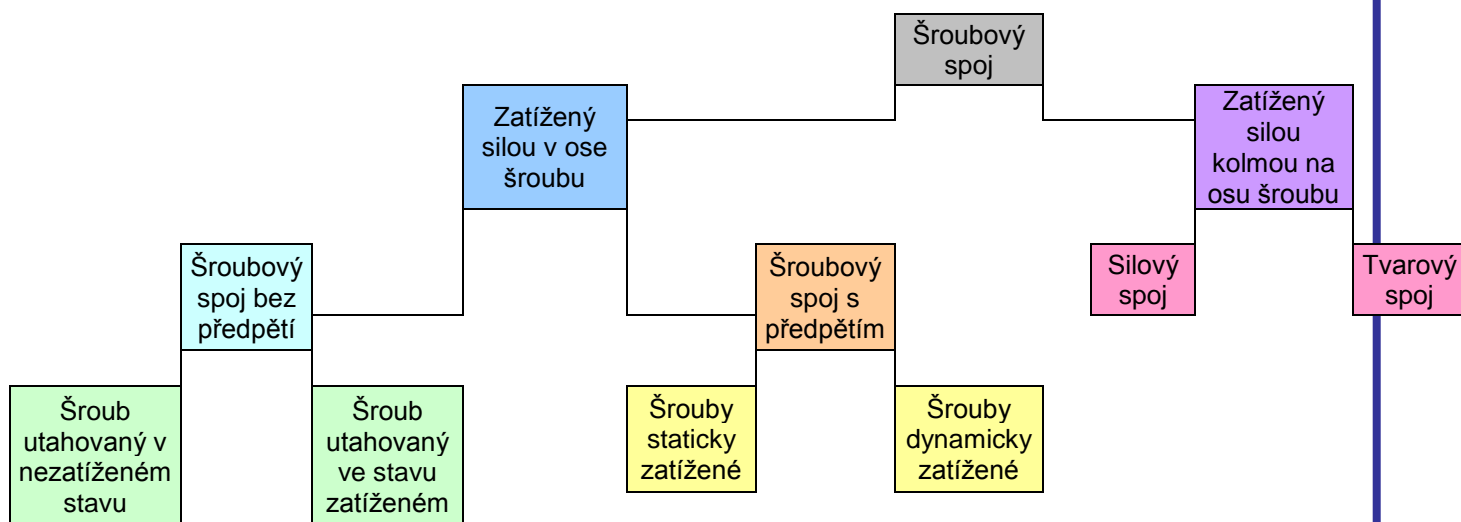 Šroubový
spoj
Zatížený
silou v ose
šroubu
Zatížený
silou
kolmou na
osu šroubu
Šroubový
spoj bez
předpětí
Šroubový
spoj s
předpětím
Silový
spoj
Tvarový
spoj
Šroub
utahovaný v
nezatíženém
stavu
Šroub
utahovaný
ve stavu
zatíženém
Šrouby
staticky
zatížené
Šrouby
dynamicky
zatížené